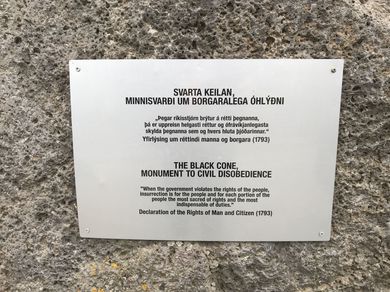 SVARTA KEILAN,
MINNISVARÐI UM BORGARALEGA ÓHLÝÐNI
„Þegar ríkisstjórn brýtur á rétti þegnanna,
þá er uppreisn helgasti réttur og ófrávíkjanlegasta
skylda þegnanna sem og hvers hluta þjóðarinnar.“
Yfirlýsing um réttindi manna og borgara (1793)
THE BLACK CONE,
MONUMENT TO CIVIL DISOBEDIENCE
"When the government violates the rights of the people,
insurrection is for the people and for each portion of the
people the most sacred of rights and the most
indispensable of duties."
Declaration of the Rights of Man and Citizen (1793)